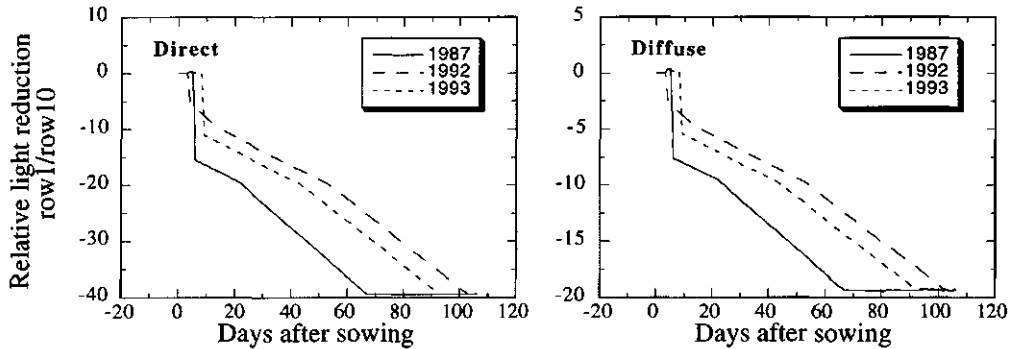 Relative light reduction
row1/row10
10
0
-10
-20
-30
-40
Direct
1987
1992
1993
-20 0 20 40 60 80 100 120
Days after sowing
5
0
-5
-10
-15
-20
Diffuse
1987
1992
1993
-20 0 20 40 60 80 100 120
Days after sowing